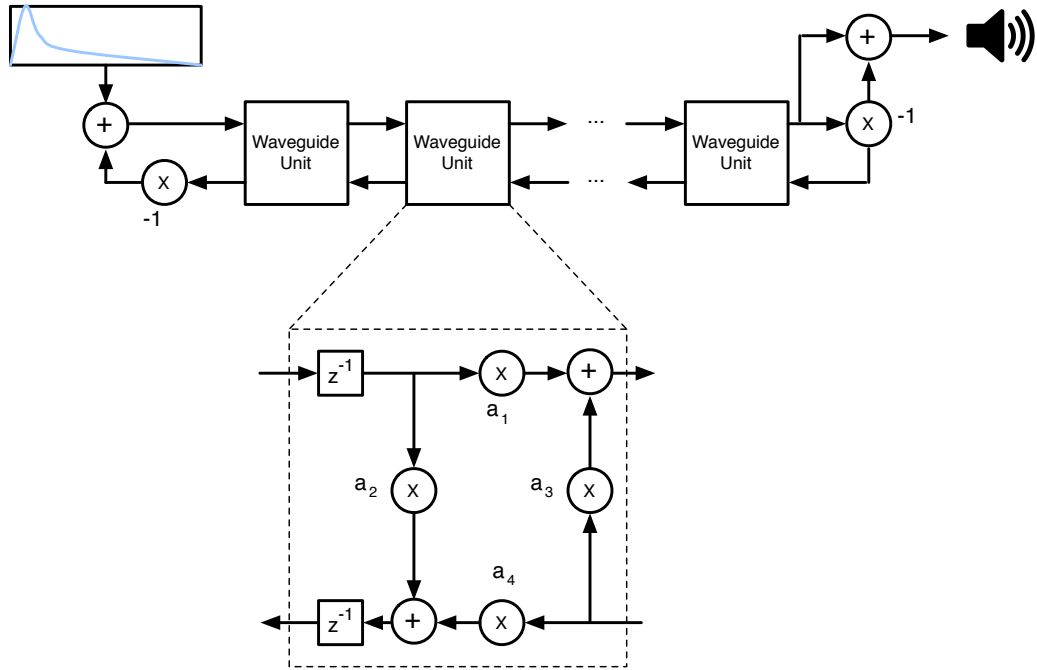 +
+
Waveguide
Unit
Waveguide
Unit
...
Waveguide
Unit
X
-1
X
-1
...
z⁻¹
X
a₁
+
a₂
X
a₃
X
a₄
z⁻¹
+
X